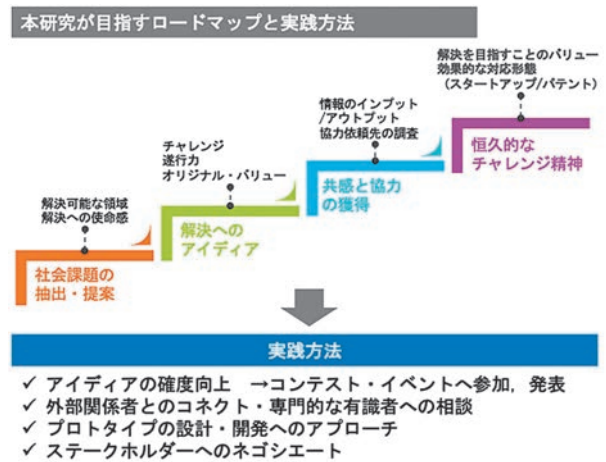 本研究が目指すロードマップと実践方法
解決を目指すことのバリュー
効果的な対応形態
（スタートアップ/パテント）
情報のインプット
/アウトプット
協力依頼先の調査
チャレンジ
遂行力
オリジナル・バリュー
解決可能な領域
解決への使命感
恒久的な
チャレンジ精神
共感と協力
の獲得
解決への
アイディア
社会課題の
抽出・提案
実践方法
✓ アイディアの確度向上　→コンテスト・イベントへ参加，発表
✓ 外部関係者とのコネクト・専門的な有識者への相談
✓ プロトタイプの設計・開発へのアプローチ
✓ ステークホルダーへのネゴシエート